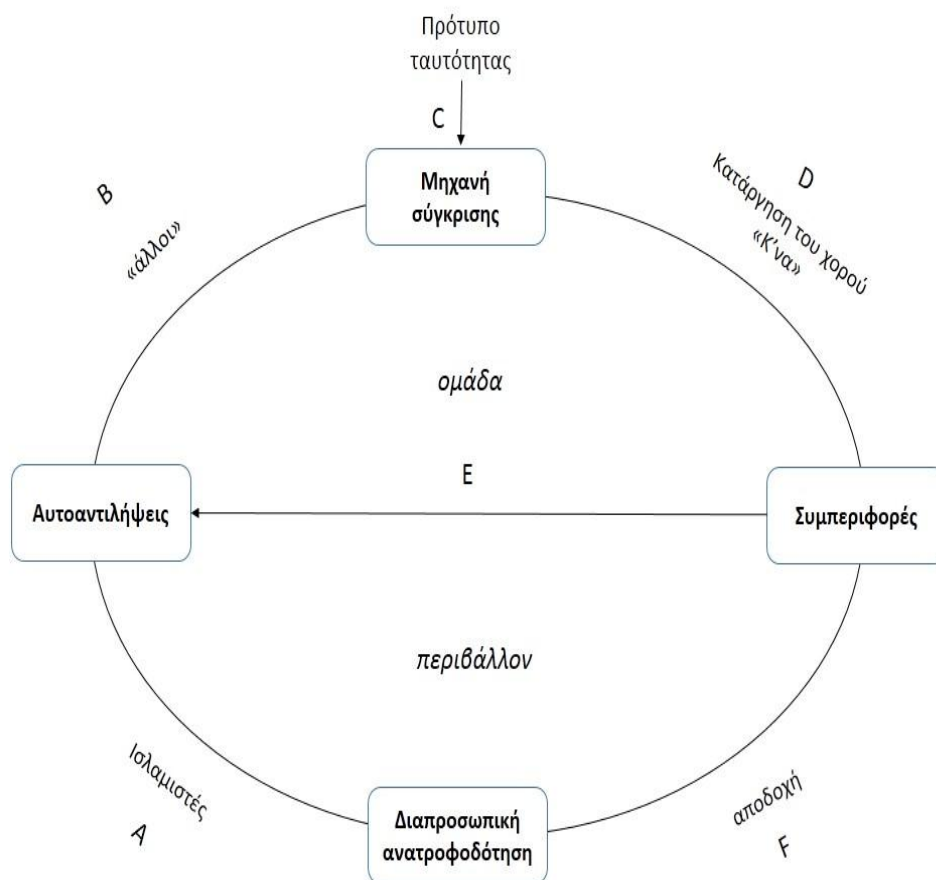 Πρότυπο
ταυτότητας
C
Μηχανή
σύγκρισης
B
«άλλοι»
D
Κατάργηση του χορού
«Κ'να»
ομάδα
Αυτοαντιλήψεις
E
Συμπεριφορές
περιβάλλον
Ισλαμιστές
A
Διαπροσωπική
ανατροφοδότηση
αποδοχή
F